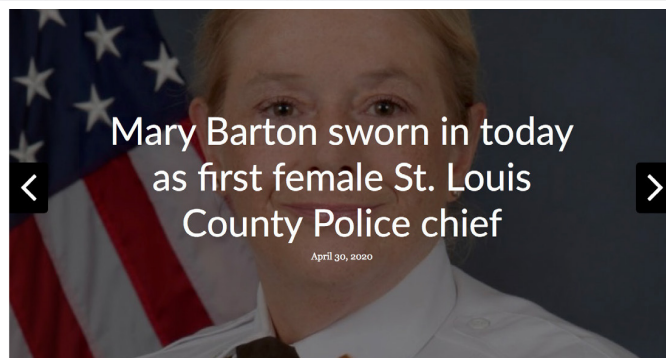 Mary Barton sworn in today
as first female St. Louis
County Police chief
April 30, 2020